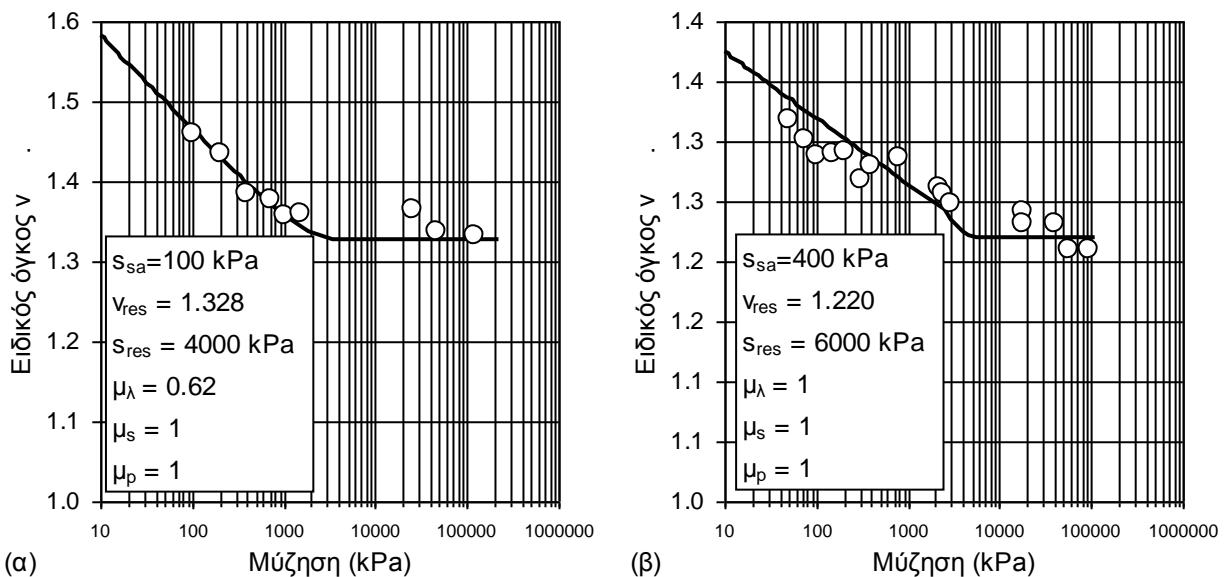 1.6
1.5
1.4
1.3
1.2
1.1
1.0
Ειδικός όγκος v
.
s_sa=100 kPa
v_res = 1.328
s_res = 4000 kPa
μ_λ = 0.62
μ_s = 1
μ_p = 1
10 100 1000 10000 100000 1000000
(α) Μύζηση (kPa)
1.4
1.4
1.3
1.3
1.2
1.2
1.1
1.1
1.0
Ειδικός όγκος v
.
s_sa=400 kPa
v_res = 1.220
s_res = 6000 kPa
μ_λ = 1
μ_s = 1
μ_p = 1
10 100 1000 10000 100000 1000000
(β) Μύζηση (kPa)